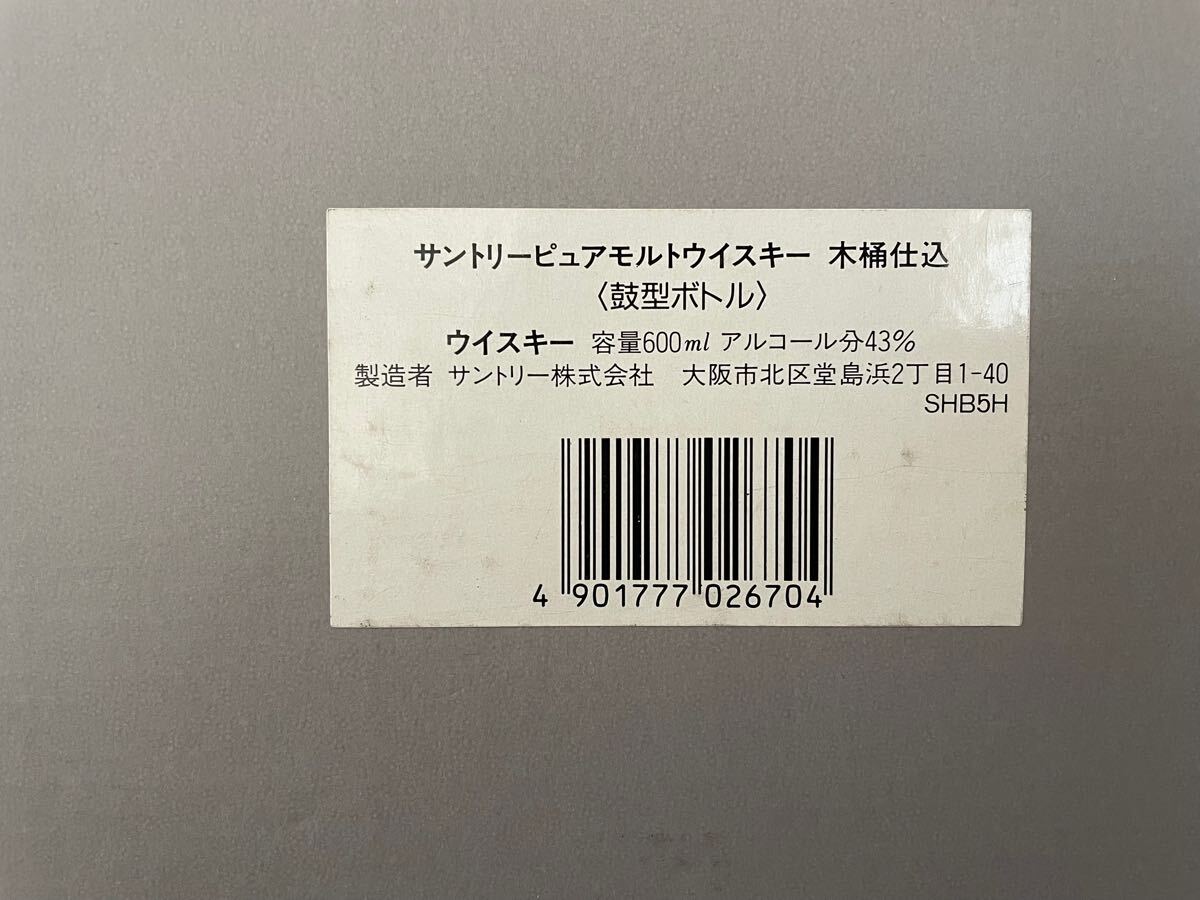 サントリーピュアモルトウイスキー 木桶仕込
〈鼓型ボトル〉
ウイスキー 容量600ml アルコール分43%
製造者 サントリー株式会社 大阪市北区堂島浜2丁目1-40
SHB5H
4 901777 026704